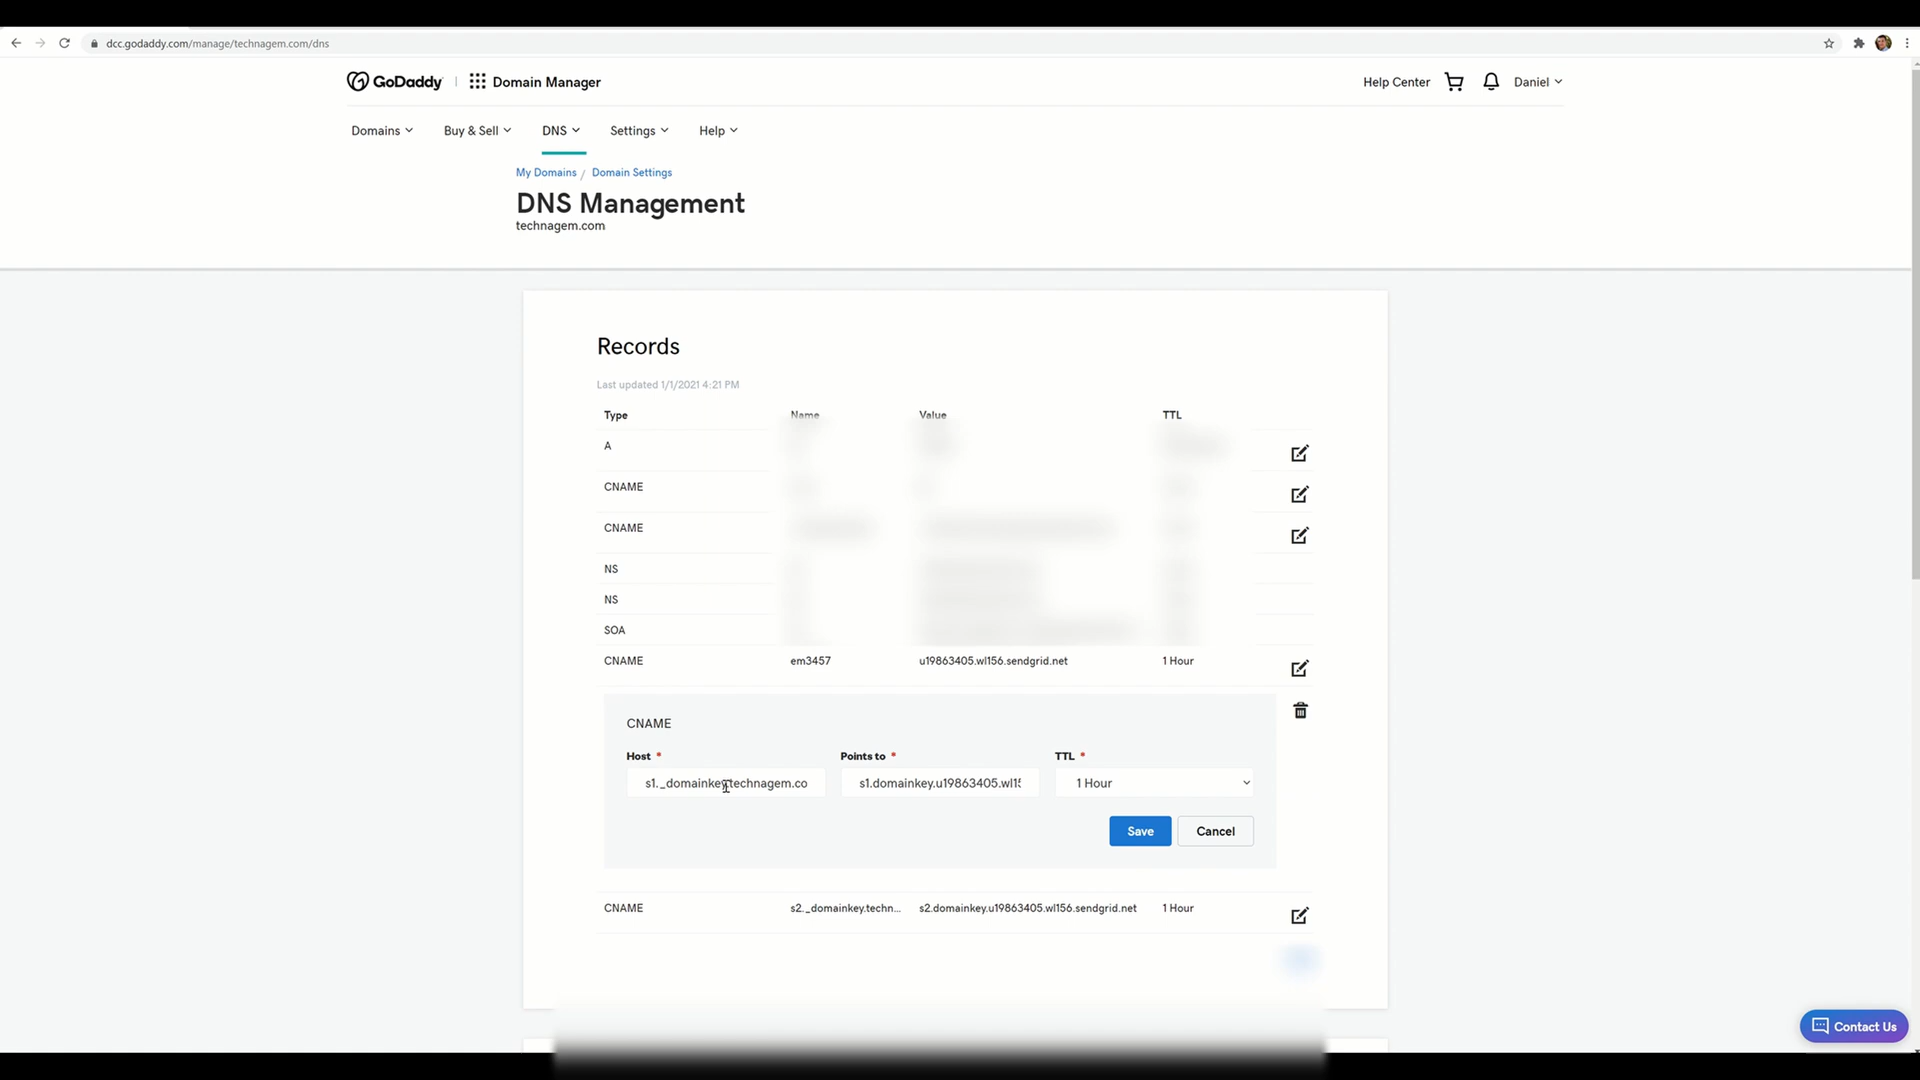 dcc.godaddy.com/manage/technagem.com/dns
GoDaddy Domain Manager Help Center Daniel
Domains Buy & Sell DNS Settings Help
My Domains / Domain Settings
DNS Management
technagem.com
Records
Last updated 1/1/2021 4:21 PM
Type Name Value TTL
A
CNAME
CNAME
NS
NS
SOA
CNAME em3457 u19863405.wl156.sendgrid.net 1 Hour
CNAME
Host * Points to * TTL *
s1._domainkey.technagem.co s1.domainkey.u19863405.wl15 1 Hour
Save Cancel
CNAME s2._domainkey.techn... s2.domainkey.u19863405.wl156.sendgrid.net 1 Hour
Contact Us